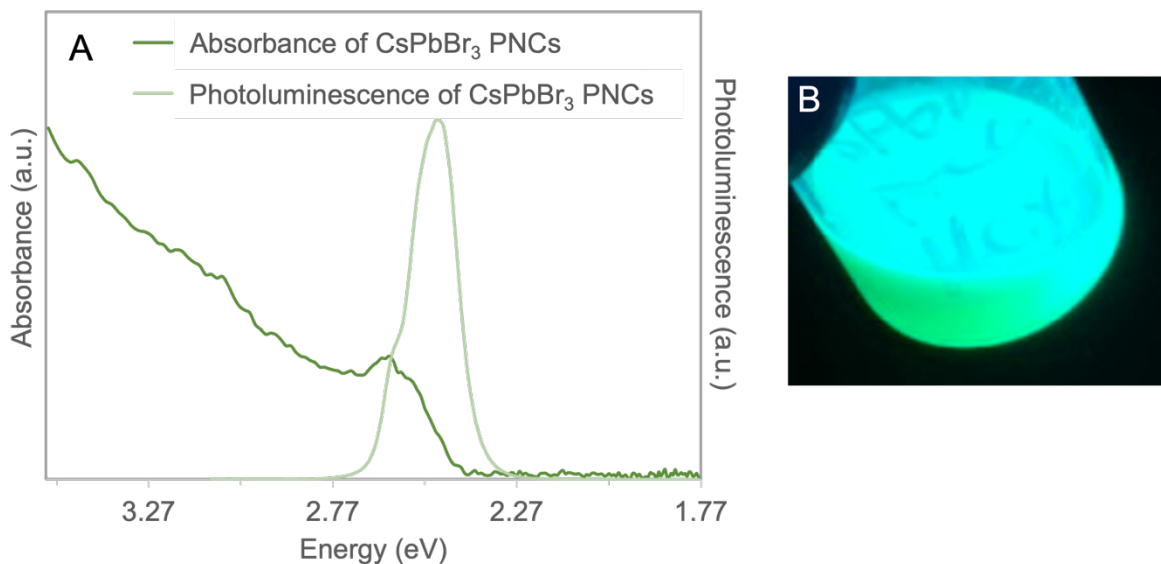 A
Absorbance of CsPbBr₃ PNCs
Photoluminescence of CsPbBr₃ PNCs
Absorbance (a.u.)
Photoluminescence (a.u.)
3.27
2.77
2.27
1.77
Energy (eV)
B